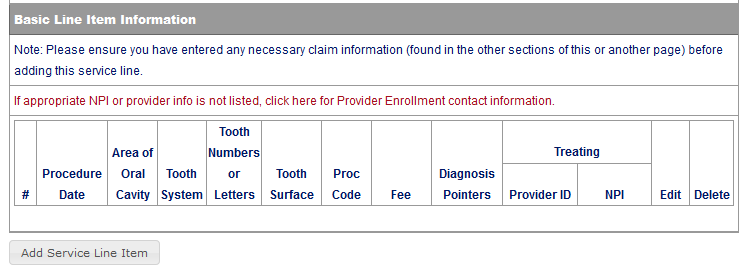 Basic Line Item Information
Note: Please ensure you have entered any necessary claim information (found in the other sections of this or another page) before
adding this service line.
If appropriate NPI or provider info is not listed, click here for Provider Enrollment contact information.
# Procedure Date Area of Oral Cavity Tooth System Tooth Numbers or Letters Tooth Surface Proc Code Fee Diagnosis Pointers Treating Provider ID NPI Edit Delete
Add Service Line Item